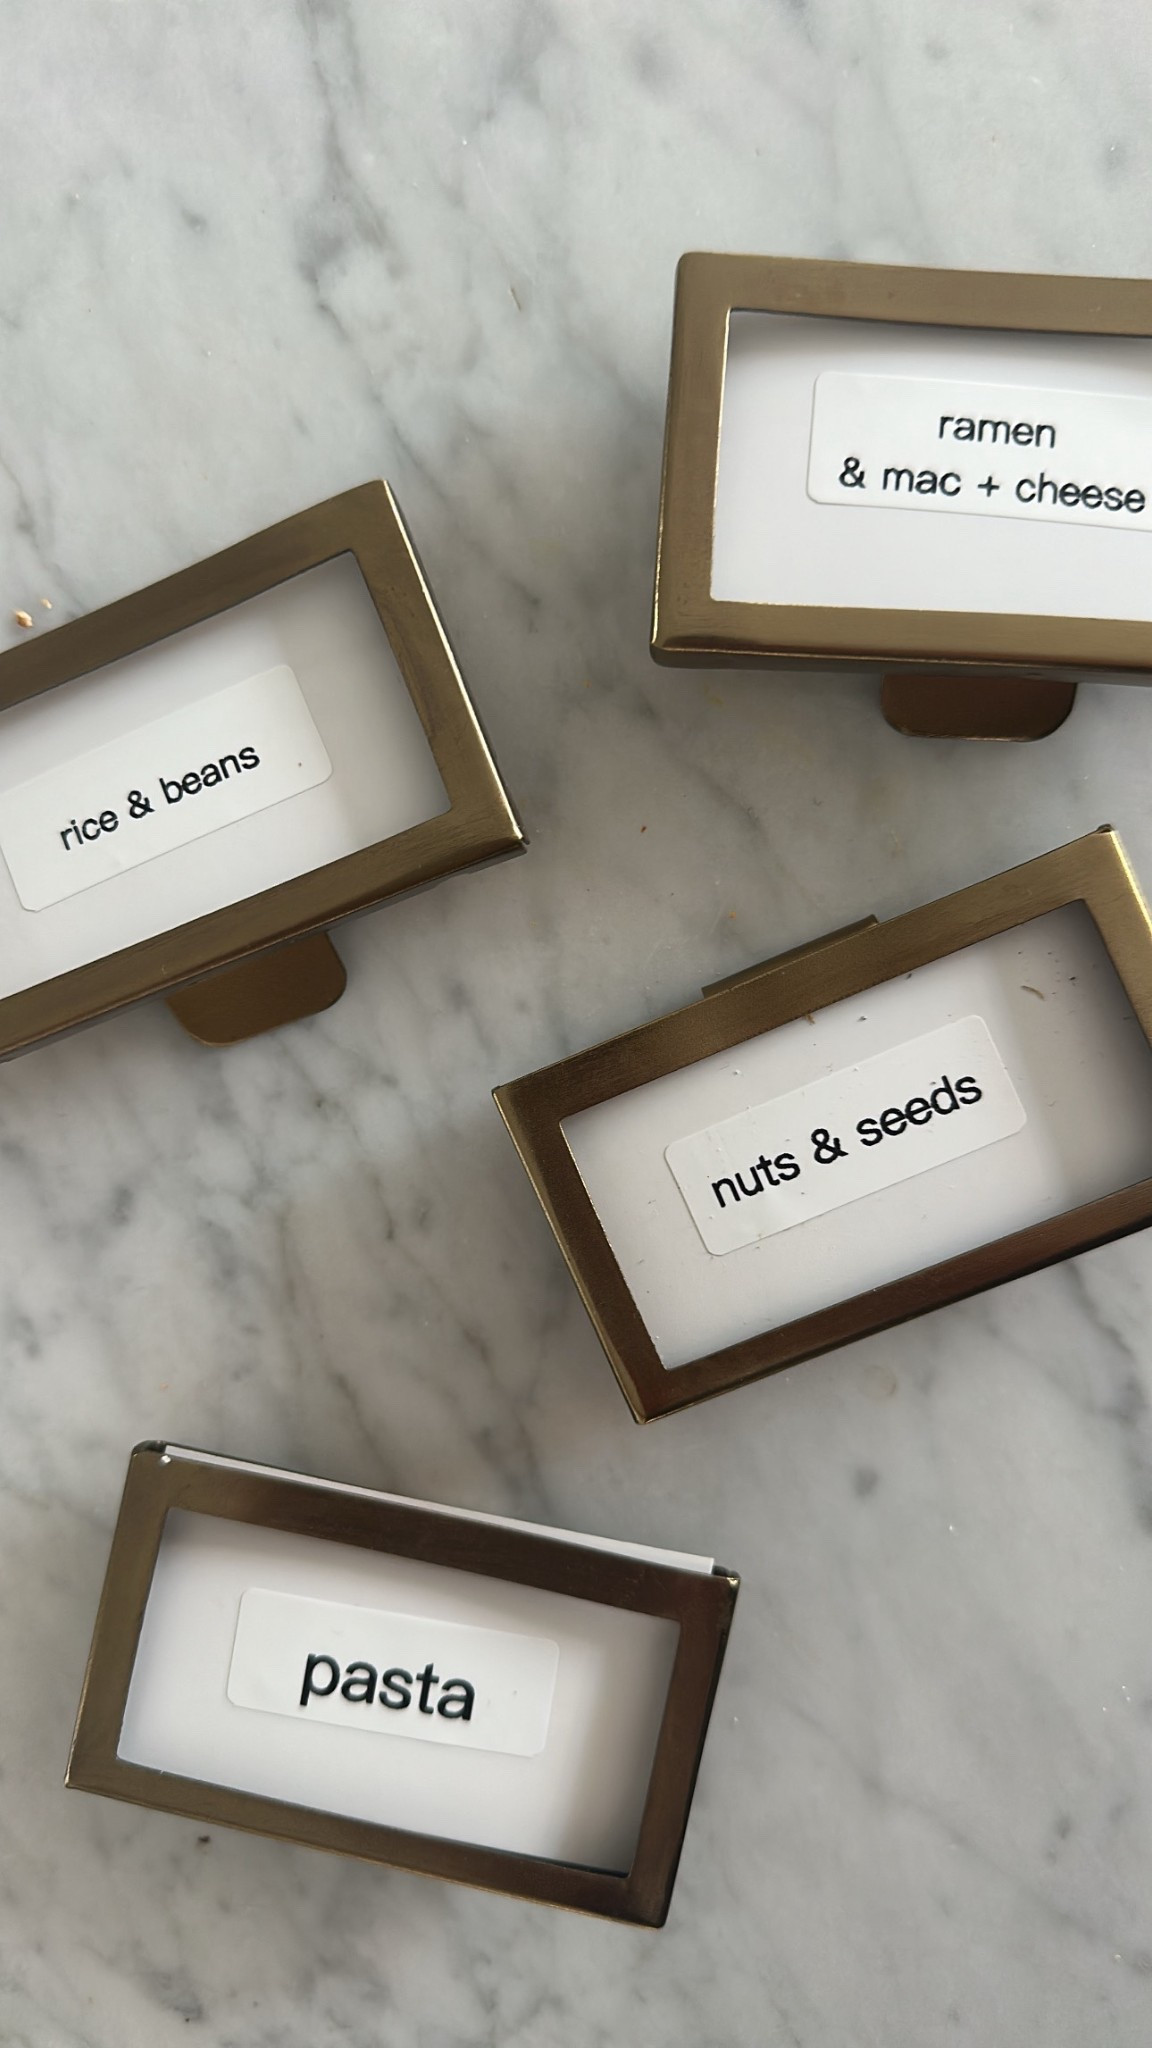 ramen
& mac + cheese
rice & beans
nuts & seeds
pasta